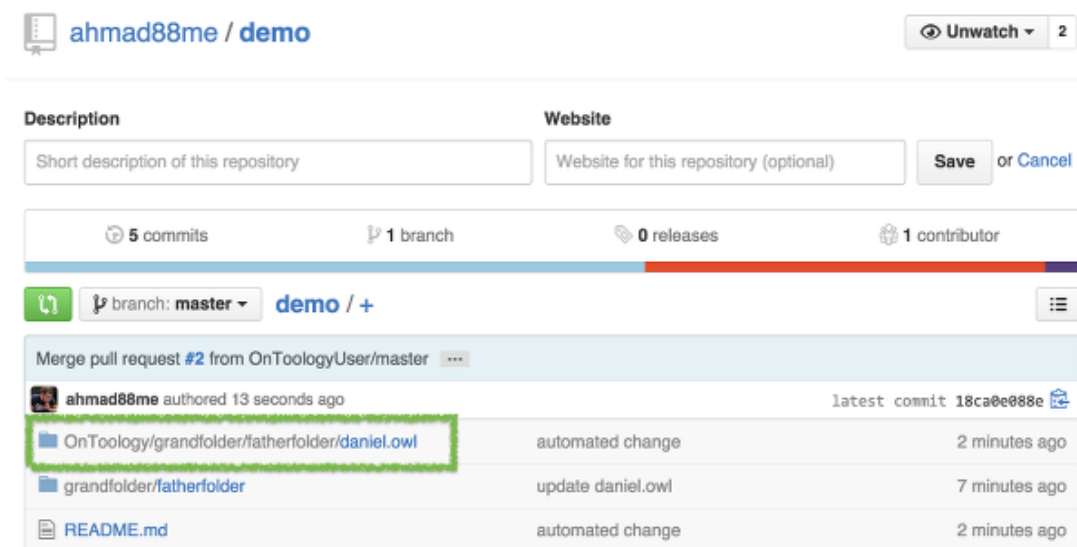 ahmad88me / demo
Unwatch 2
Description Website
Short description of this repository Website for this repository (optional) Save or Cancel
5 commits 1 branch 0 releases 1 contributor
branch: master demo / +
Merge pull request #2 from OnToologyUser/master ...
ahmad88me authored 13 seconds ago latest commit 18ca0e088e
OnToology/grandfolder/fatherfolder/daniel.owl automated change 2 minutes ago
grandfolder/fatherfolder update daniel.owl 7 minutes ago
README.md automated change 2 minutes ago